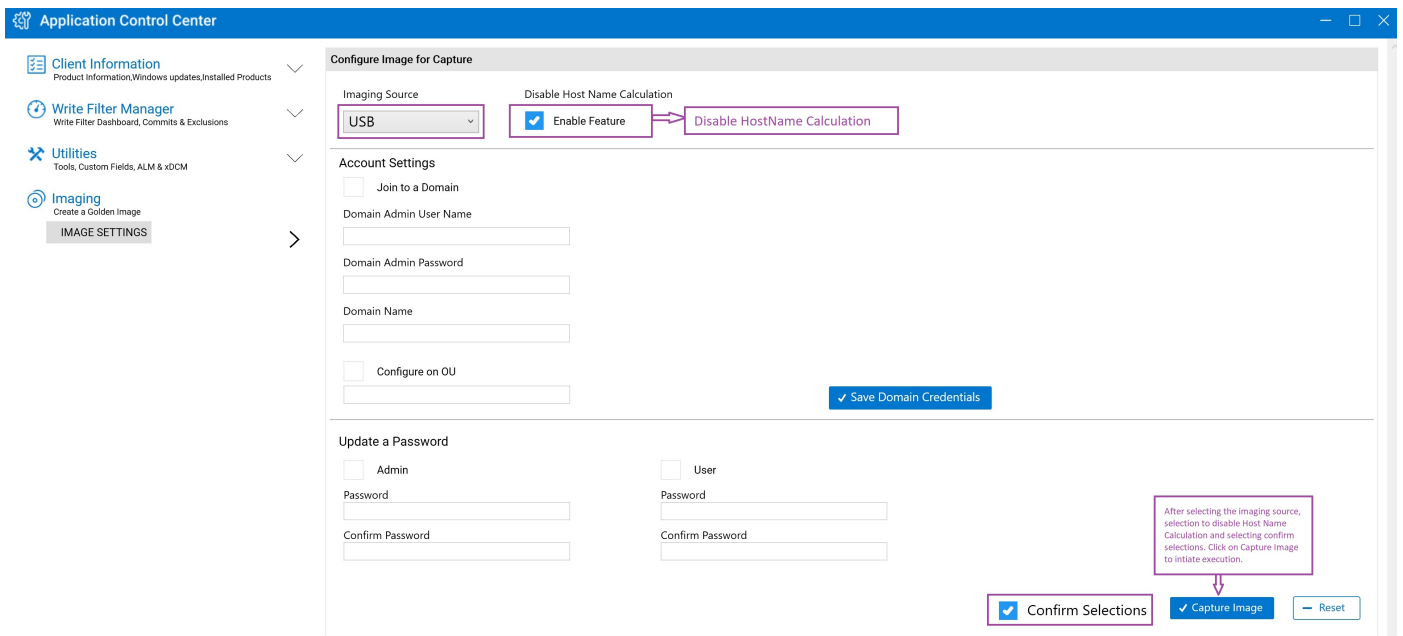 Application Control Center
Client Information
Product Information,Windows updates,Installed Products
Write Filter Manager
Write Filter Dashboard, Commits & Exclusions
Utilities
Tools, Custom Fields, ALM & xDCM
Imaging
Create a Golden Image
IMAGE SETTINGS
Configure Image for Capture
Imaging Source
USB
Disable Host Name Calculation
Enable Feature
Disable HostName Calculation
Account Settings
Join to a Domain
Domain Admin User Name
Domain Admin Password
Domain Name
Configure on OU
Save Domain Credentials
Update a Password
Admin
Password
Confirm Password
User
Password
Confirm Password
After selecting the imaging source,
selection to disable Host Name
Calculation and selecting confirm
selections. Click on Capture Image
to intiate execution.
Confirm Selections
Capture Image
Reset